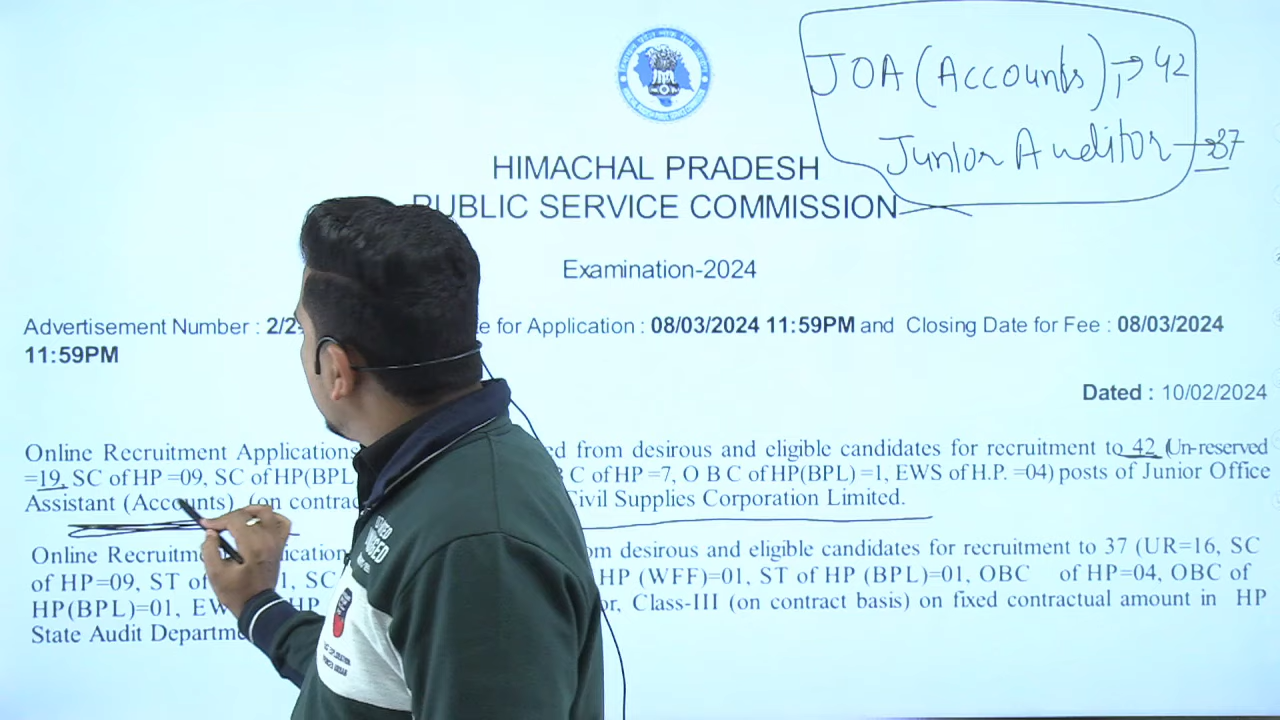 JOA (Accounts) → 42
Junior Auditor → 37
HIMACHAL PRADESH
PUBLIC SERVICE COMMISSION
Examination-2024
Advertisement Number : 2/2 e for Application : 08/03/2024 11:59PM and Closing Date for Fee : 08/03/2024
11:59PM
Dated : 10/02/2024
Online Recruitment Applications ed from desirous and eligible candidates for recruitment to 42 (Un-reserved
=19, SC of HP =09, SC of HP(BPL B C of HP =7, O B C of HP(BPL) =1, EWS of H.P. =04) posts of Junior Office
Assistant (Accounts) (on contrac Civil Supplies Corporation Limited.
Online Recruitme lication om desirous and eligible candidates for recruitment to 37 (UR=16, SC
of HP=09, ST of 1, SC HP (WFF)=01, ST of HP (BPL)=01, OBC of HP=04, OBC of
HP(BPL)=01, EW HP or, Class-III (on contract basis) on fixed contractual amount in HP
State Audit Departme